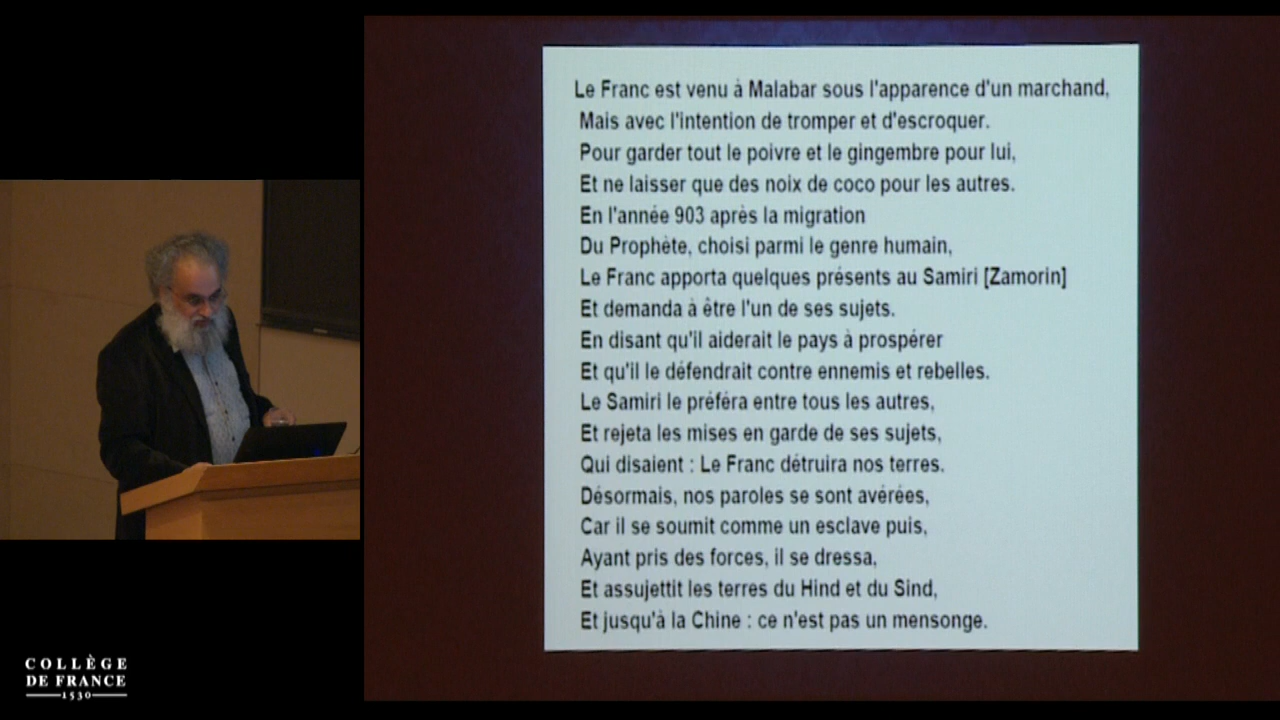 Le Franc est venu à Malabar sous l'apparence d'un marchand,
Mais avec l'intention de tromper et d'escroquer.
Pour garder tout le poivre et le gingembre pour lui,
Et ne laisser que des noix de coco pour les autres.
En l'année 903 après la migration
Du Prophète, choisi parmi le genre humain,
Le Franc apporta quelques présents au Samiri [Zamorin]
Et demanda à être l'un de ses sujets.
En disant qu'il aiderait le pays à prospérer
Et qu'il le défendrait contre ennemis et rebelles.
Le Samiri le préféra entre tous les autres,
Et rejeta les mises en garde de ses sujets,
Qui disaient : Le Franc détruira nos terres.
Désormais, nos paroles se sont avérées,
Car il se soumit comme un esclave puis,
Ayant pris des forces, il se dressa,
Et assujettit les terres du Hind et du Sind,
Et jusqu'à la Chine : ce n'est pas un mensonge.
COLLÈGE
DE FRANCE
1530